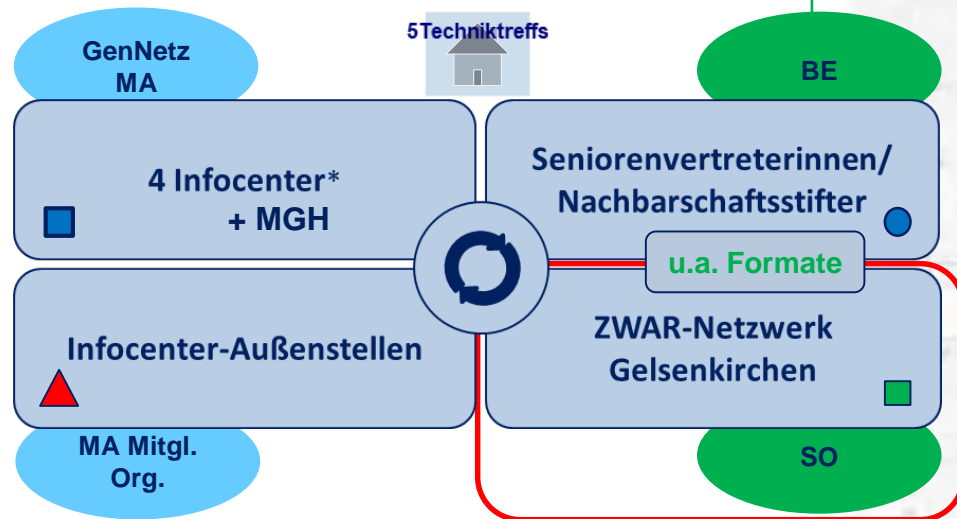 GenNetz
MA
5Techniktreffs
BE
4 Infocenter*
+ MGH
Seniorenvertreterinnen/
Nachbarschaftsstifter
u.a. Formate
Infocenter-Außenstellen
ZWAR-Netzwerk
Gelsenkirchen
MA Mitgl.
Org.
SO